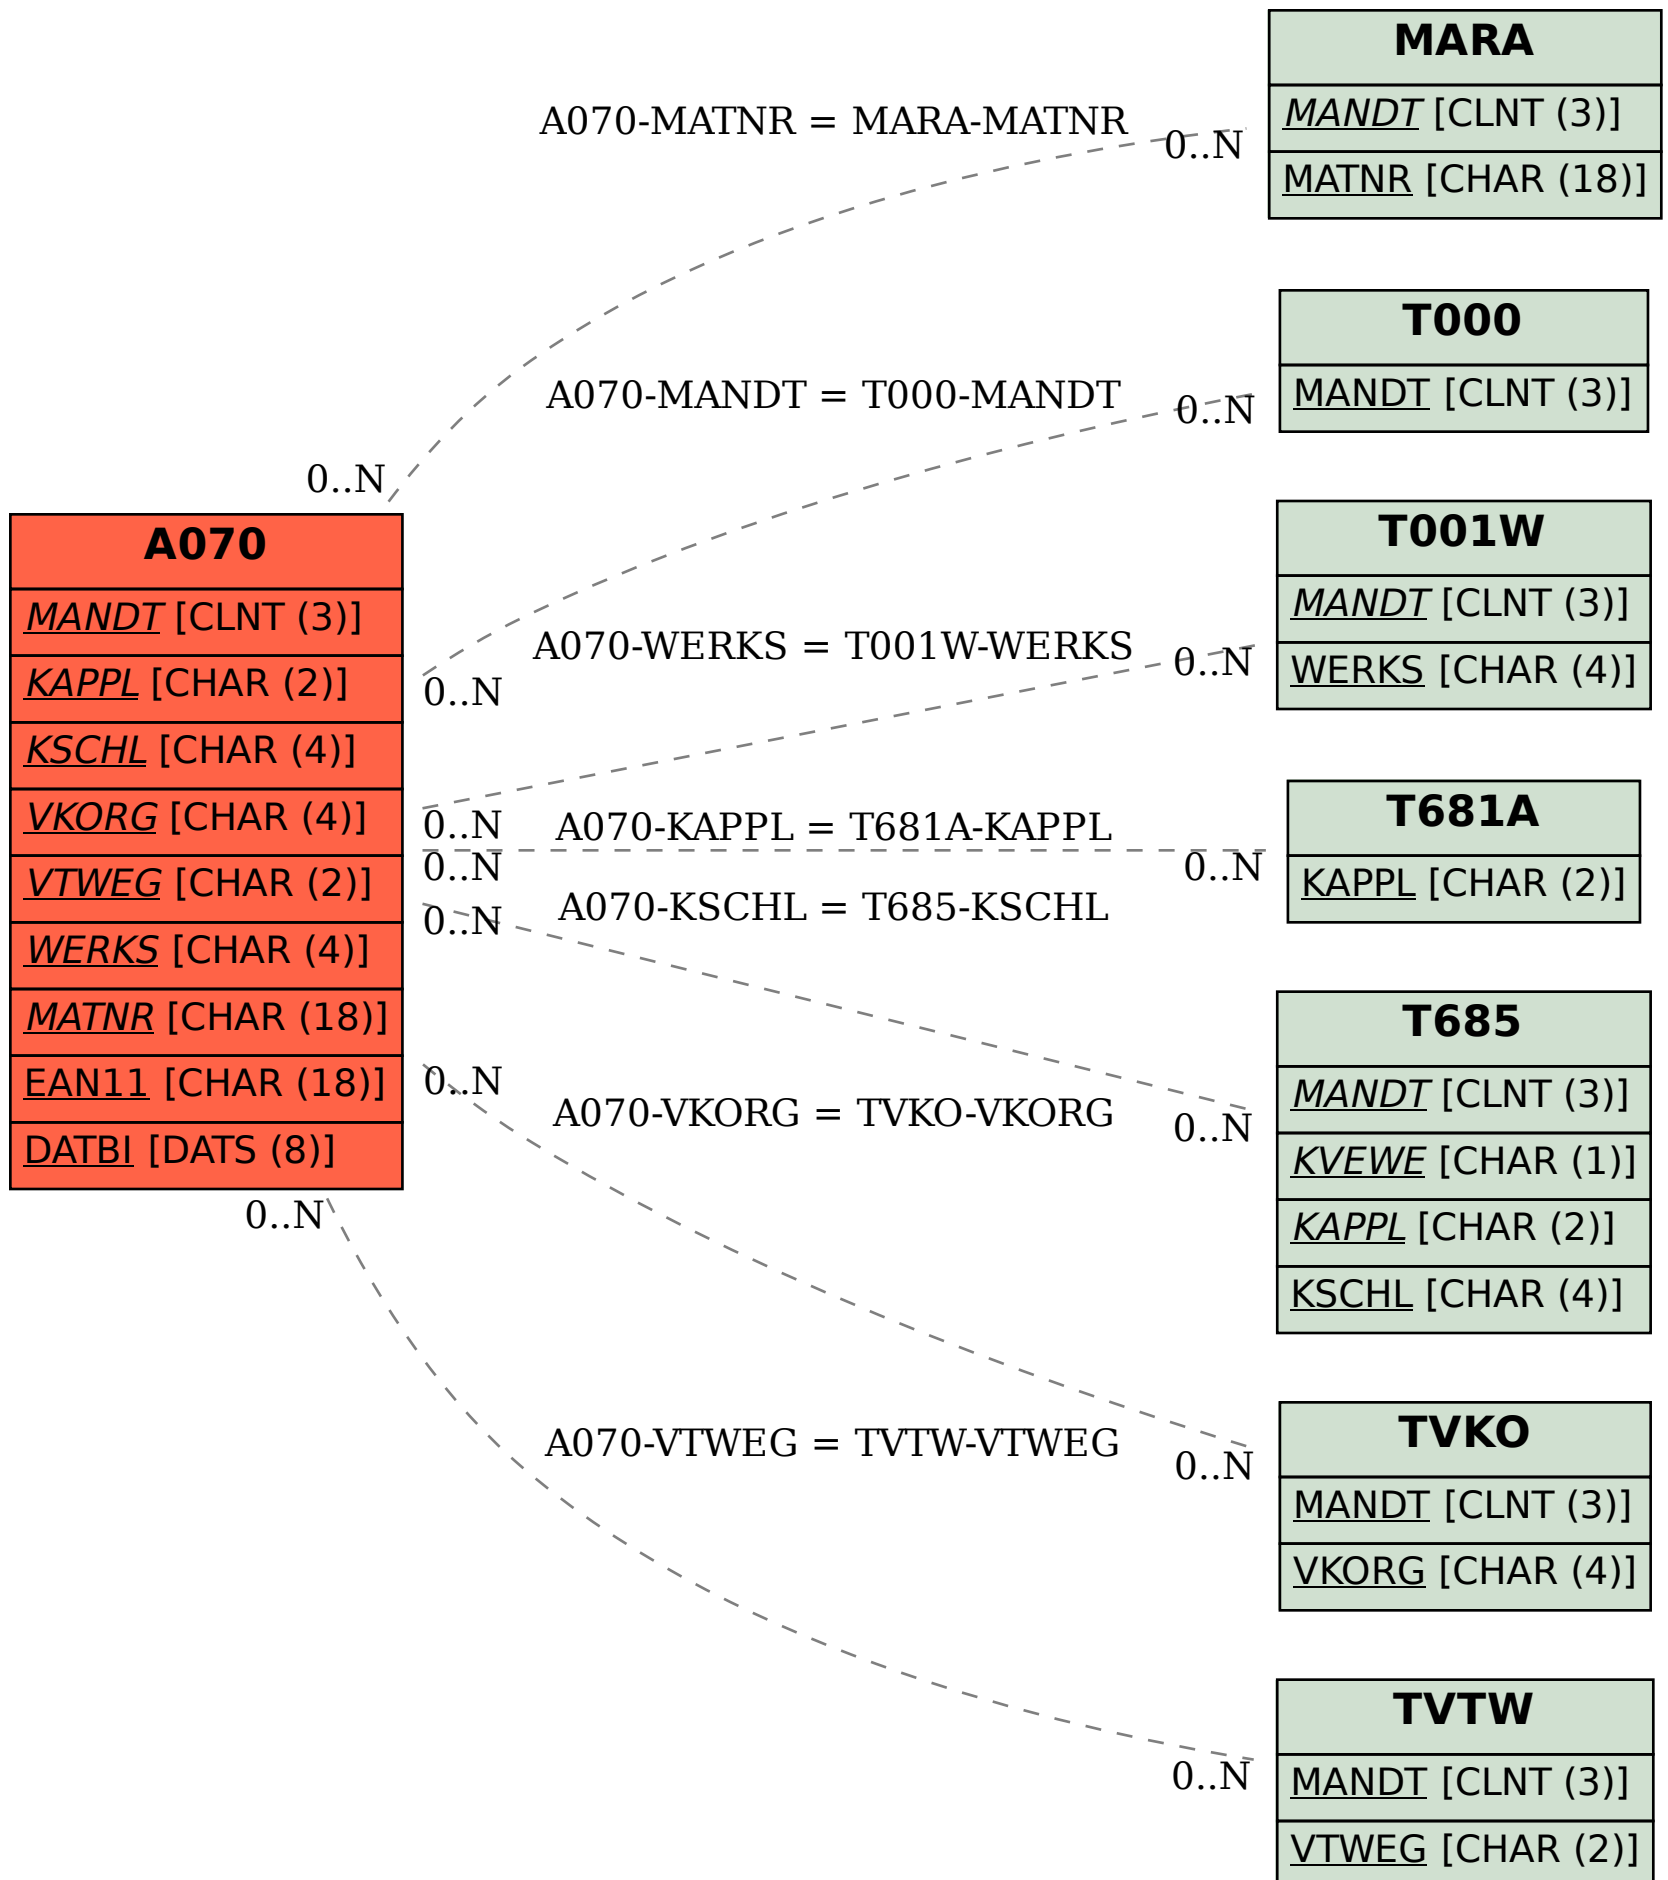 MARA
MANDT [CLNT (3)]
MATNR [CHAR (18)]
A070-MATNR = MARA-MATNR
0..N
0..N
T000
MANDT [CLNT (3)]
A070-MANDT = T000-MANDT
0..N
0..N
T001W
MANDT [CLNT (3)]
WERKS [CHAR (4)]
A070-WERKS = T001W-WERKS
0..N
0..N
A070
MANDT [CLNT (3)]
KAPPL [CHAR (2)]
KSCHL [CHAR (4)]
VKORG [CHAR (4)]
VTWEG [CHAR (2)]
WERKS [CHAR (4)]
MATNR [CHAR (18)]
EAN11 [CHAR (18)]
DATBI [DATS (8)]
T681A
KAPPL [CHAR (2)]
A070-KAPPL = T681A-KAPPL
0..N
0..N
A070-KSCHL = T685-KSCHL
0..N
0..N
T685
MANDT [CLNT (3)]
KVEWE [CHAR (1)]
KAPPL [CHAR (2)]
KSCHL [CHAR (4)]
A070-VKORG = TVKO-VKORG
0..N
0..N
TVKO
MANDT [CLNT (3)]
VKORG [CHAR (4)]
A070-VTWEG = TVTW-VTWEG
0..N
0..N
TVTW
MANDT [CLNT (3)]
VTWEG [CHAR (2)]